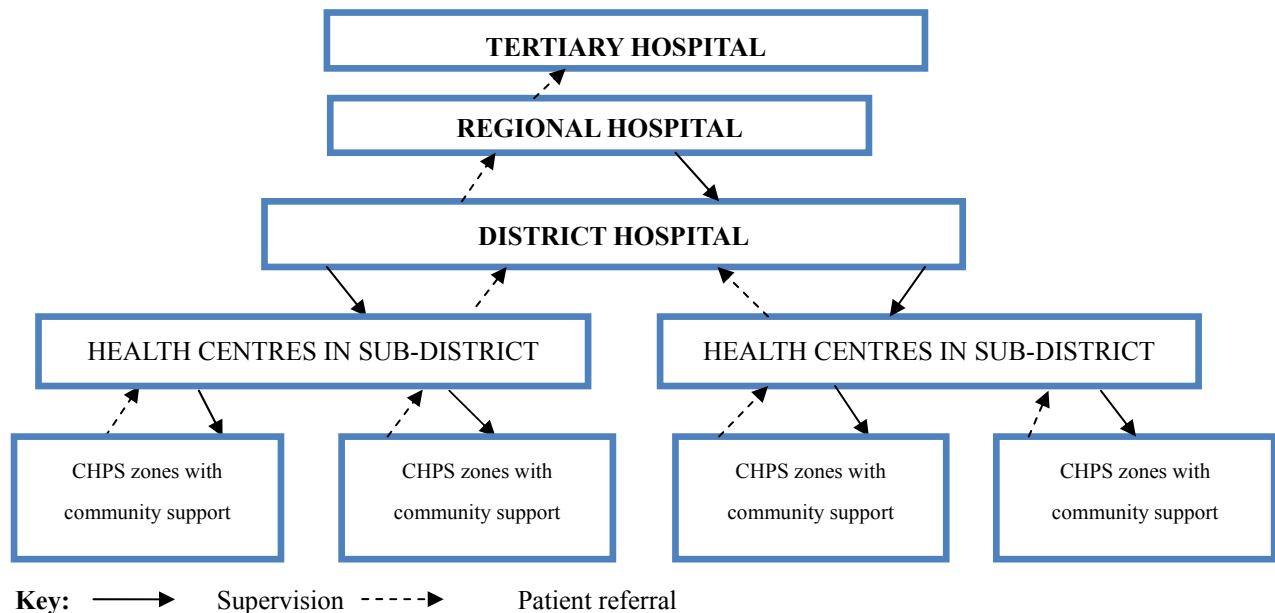 TERTIARY HOSPITAL
REGIONAL HOSPITAL
DISTRICT HOSPITAL
HEALTH CENTRES IN SUB-DISTRICT
HEALTH CENTRES IN SUB-DISTRICT
CHPS zones with
community support
CHPS zones with
community support
CHPS zones with
community support
CHPS zones with
community support
Key: Supervision Patient referral